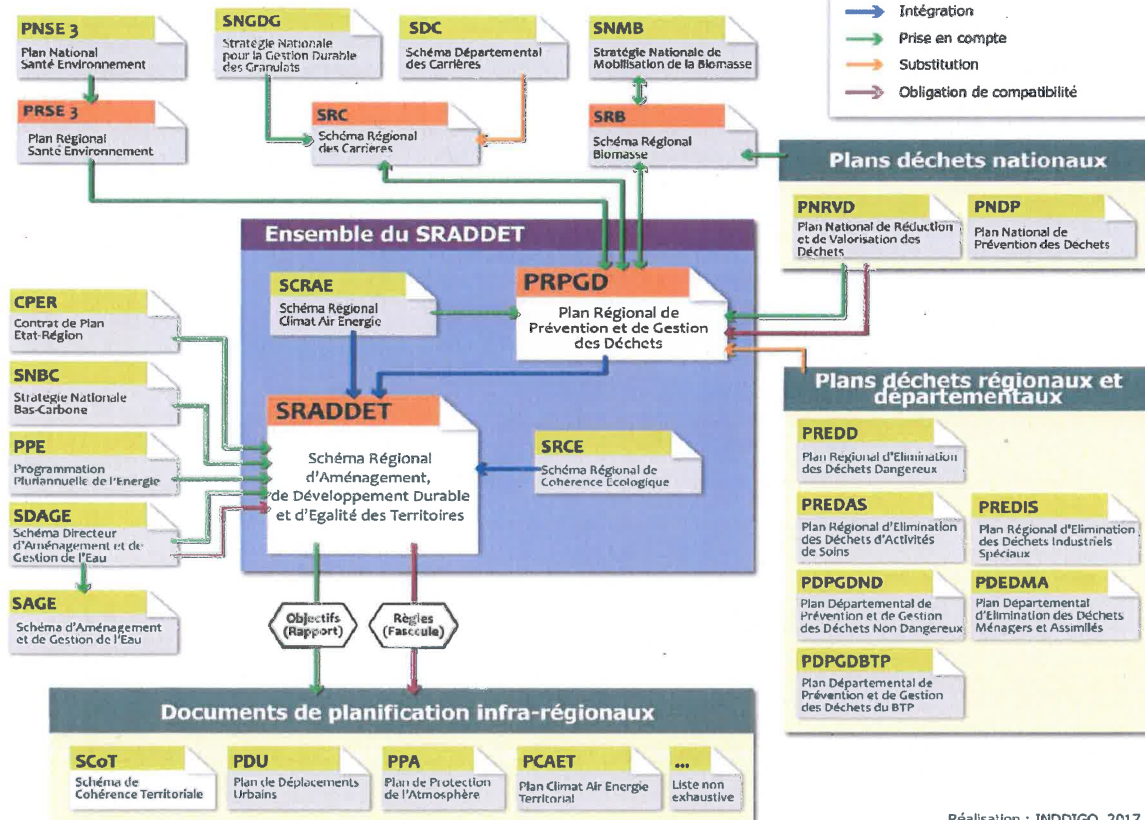 PNSE 3
Plan National
Santé Environnement
SNGDG
Stratégie Nationale
pour la Gestion Durable
des Granulats
SDC
Schéma Départemental
des Carrières
SNMB
Stratégie Nationale de
Mobilisation de la Biomasse
Intégration
Prise en compte
Substitution
Obligation de compatibilité
PRSE 3
Plan Régional
Santé Environnement
SRC
Schéma Régional
des Carrières
SRB
Schéma Régional
Biomasse
Plans déchets nationaux
PNRVD
Plan National de Réduction
et de Valorisation des
Déchets
PNDP
Plan National de
Prévention des Déchets
Ensemble du SRADDET
SCRAE
Schéma Régional
Climat Air Energie
PRPGD
Plan Régional de
Prévention et de Gestion
des Déchets
CPER
Contrat de Plan
Etat-Région
SNBC
Stratégie Nationale
Bas-Carbone
PPE
Programmation
Pluriannuelle de l'Energie
SDAGE
Schéma Directeur
d'Aménagement et de
Gestion de l'Eau
SAGE
Schéma d'Aménagement
et de Gestion de l'Eau
SRADDET
Schéma Régional
d'Aménagement,
de Développement Durable
et d'Egalité des Territoires
SRCE
Schéma Régional de
Cohérence Ecologique
Plans déchets régionaux et
départementaux
PREDD
Plan Régional d'Elimination
des Déchets Dangereux
PREDAS
Plan Régional d'Elimination
des Déchets d'Activités
de Soins
PREDIS
Plan Régional d'Elimination
des Déchets Industriels
Spéciaux
PDPGDND
Plan Départemental de
Prévention et de Gestion
des Déchets Non Dangereux
PDEDMA
Plan Départemental
d'Elimination des Déchets
Ménagers et Assimilés
PDPGDBTP
Plan Départemental de
Prévention et de Gestion
des Déchets du BTP
Objectifs
(Rapport)
Règles
(Fascicule)
Documents de planification infra-régionaux
SCoT
Schéma de
Cohérence Territoriale
PDU
Plan de Déplacements
Urbains
PPA
Plan de Protection
de l'Atmosphère
PCAET
Plan Climat Air Energie
Territorial
...
Liste non
exhaustive
Réalisation : INDDIGO, 2017